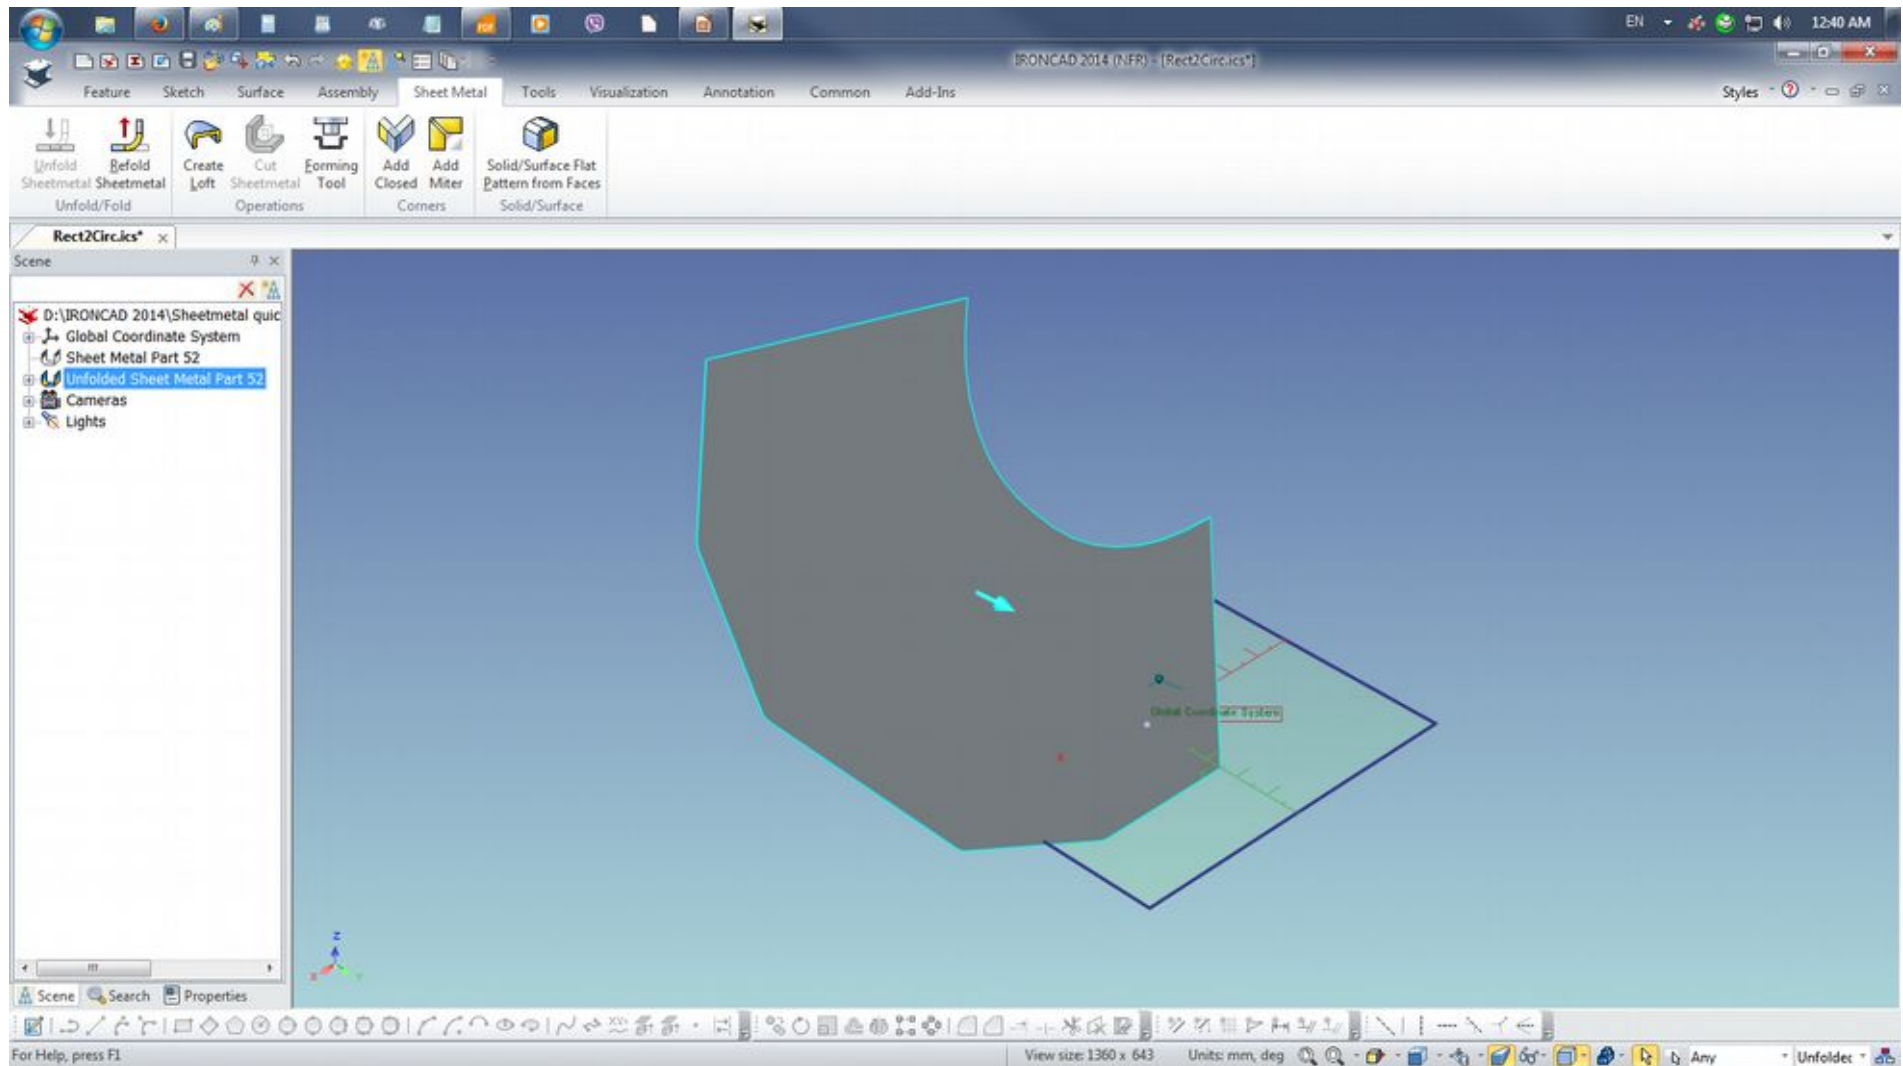 EN
12:40 AM
IRONCAD 2014 (NFR) - [Rect2Circ.ics*]
Feature Sketch Surface Assembly Sheet Metal Tools Visualization Annotation Common Add-Ins
Styles
Unfold Sheetmetal
Refold Sheetmetal
Create Loft
Cut Sheetmetal
Forming Tool
Add Closed
Add Miter
Solid/Surface Flat Pattern from Faces
Unfold/Fold
Operations
Corners
Solid/Surface
Rect2Circ.ics*
Scene
D:\IRONCAD 2014\Sheetmetal quic
Global Coordinate System
Sheet Metal Part 52
Unfolded Sheet Metal Part 52
Cameras
Lights
Global Coordinate System
z
x
Scene Search Properties
For Help, press F1
View size: 1360 x 643
Units: mm, deg
Any
Unfoldec